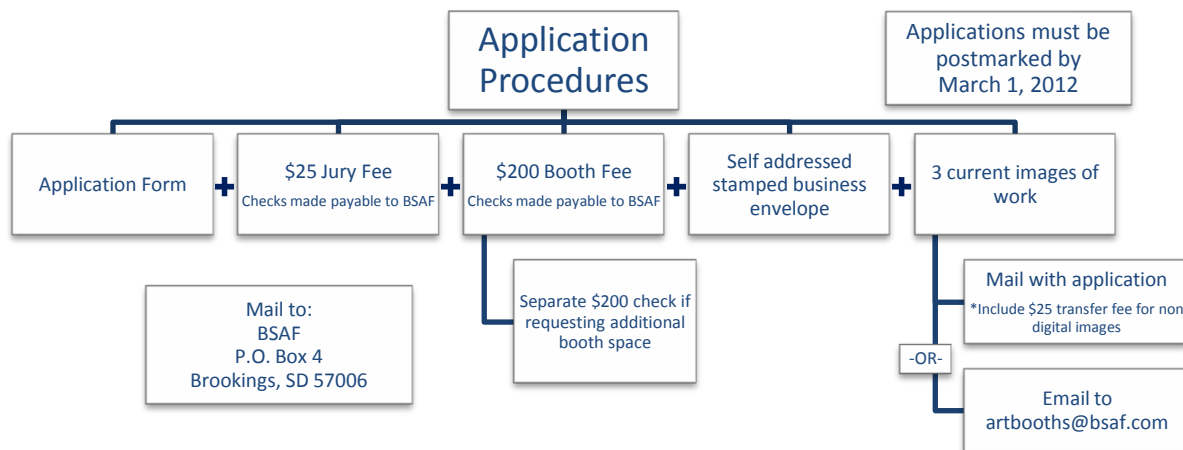 Application
Procedures
Applications must be
postmarked by
March 1, 2012
Application Form
+
$25 Jury Fee
Checks made payable to BSAF
+
$200 Booth Fee
Checks made payable to BSAF
+
Self addressed
stamped business
envelope
+
3 current images of
work
Separate $200 check if
requesting additional
booth space
Mail to:
BSAF
P.O. Box 4
Brookings, SD 57006
Mail with application
*Include $25 transfer fee for non
digital images
-OR-
Email to
artbooths@bsaf.com